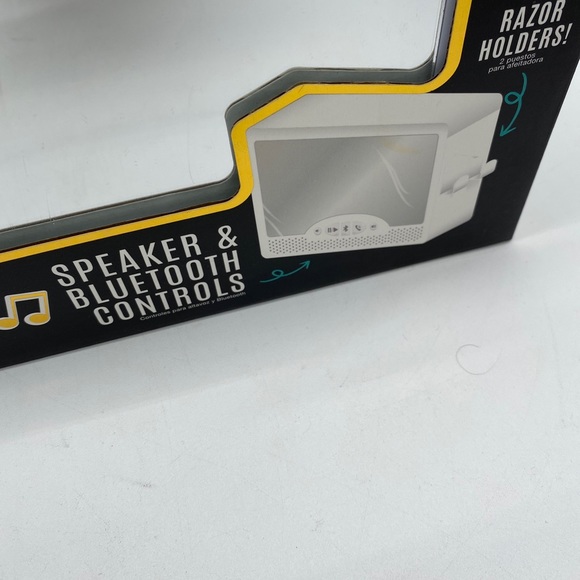 RAZOR
HOLDERS!
2 puestos
para afeitadora
SPEAKER &
BLUETOOTH
CONTROLS
Controles para altavoz y Bluetooth